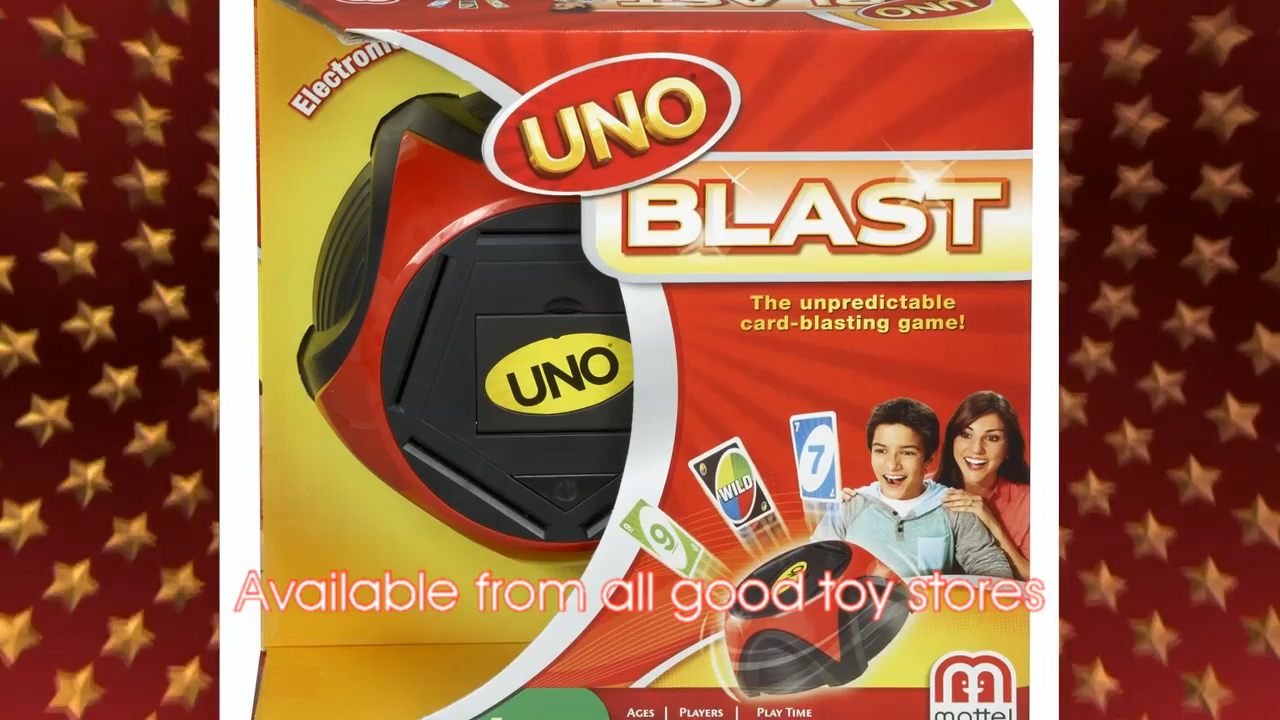 UNO
Electronic
UNO
BLAST
The unpredictable
card-blasting game!
UNO
7
WILD
9
Available from all good toy stores
AGES | PLAYERS | PLAY TIME
mattel